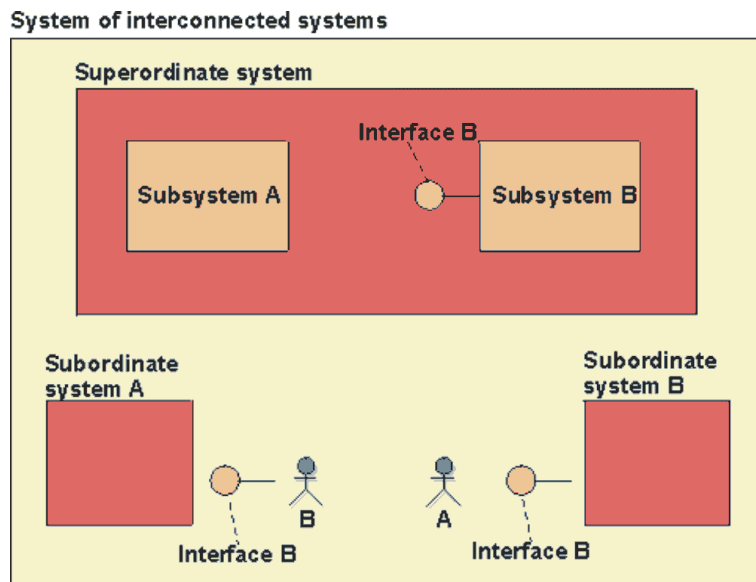 System of interconnected systems
Superordinate system
Interface B
Subsystem A
Subsystem B
Subordinate
system A
Subordinate
system B
B
A
Interface B
Interface B